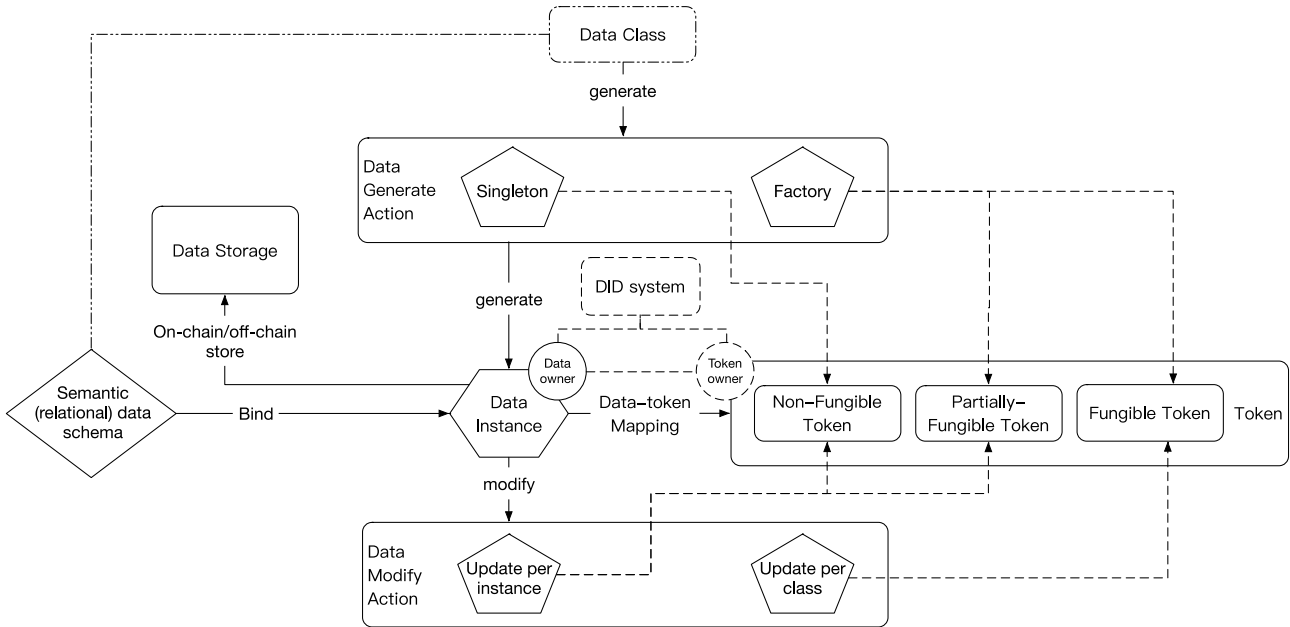 Data Class
generate
Data
Generate
Action
Singleton
Factory
Data Storage
DID system
generate
On-chain/off-chain
store
Data
owner
Token
owner
Semantic
(relational) data
schema
Bind
Data
Instance
Data-token
Mapping
Non-Fungible
Token
Partially-
Fungible Token
Fungible Token
Token
modify
Data
Modify
Action
Update per
instance
Update per
class